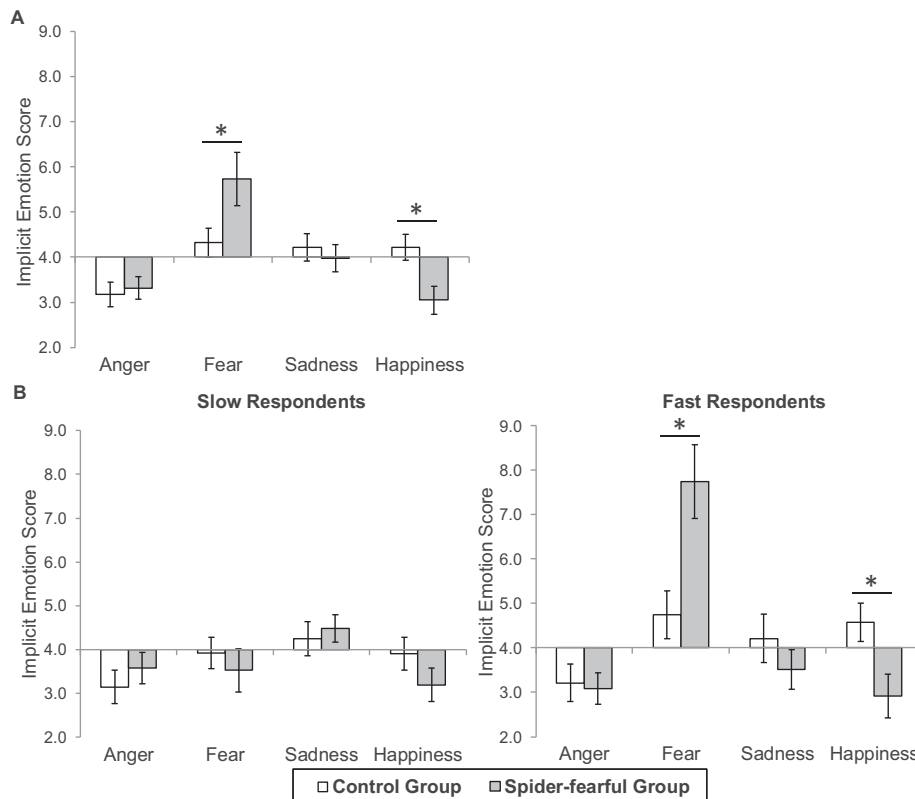 A
Implicit Emotion Score
9.0
8.0
7.0
6.0
5.0
4.0
3.0
2.0
*
*
Anger Fear Sadness Happiness
B
Slow Respondents
Implicit Emotion Score
9.0
8.0
7.0
6.0
5.0
4.0
3.0
2.0
Anger Fear Sadness Happiness
Fast Respondents
Implicit Emotion Score
9.0
8.0
7.0
6.0
5.0
4.0
3.0
2.0
*
*
Anger Fear Sadness Happiness
Control Group Spider-fearful Group